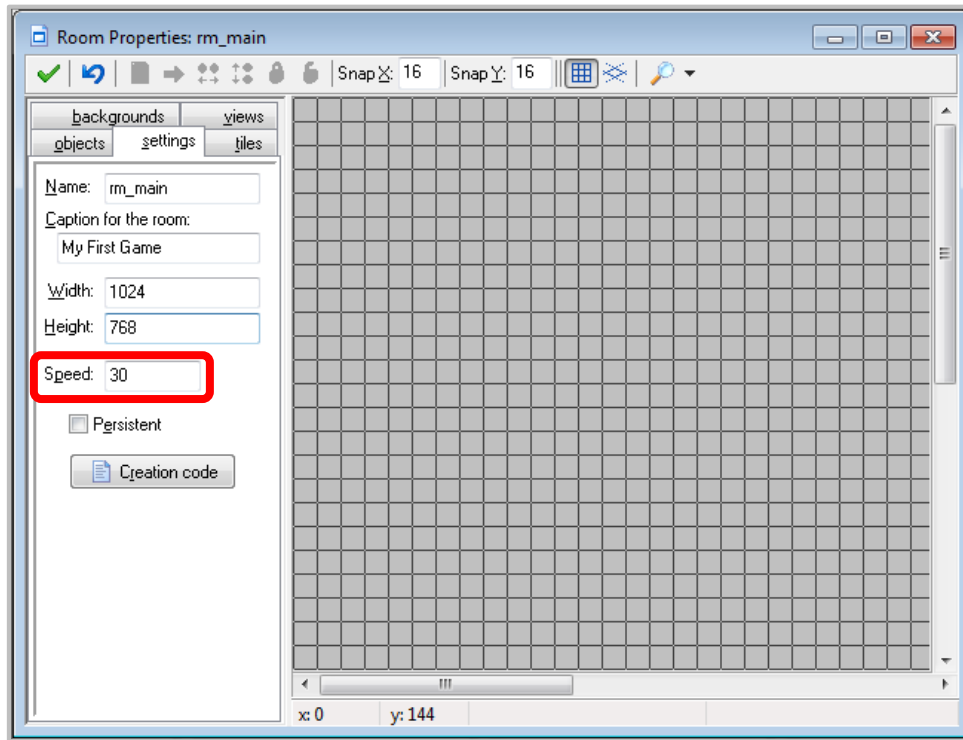 Room Properties: rm_main
Snap X: 16 Snap Y: 16
backgrounds views
objects settings tiles
Name: rm_main
Caption for the room:
My First Game
Width: 1024
Height: 768
Speed: 30
Persistent
Creation code
x: 0 y: 144